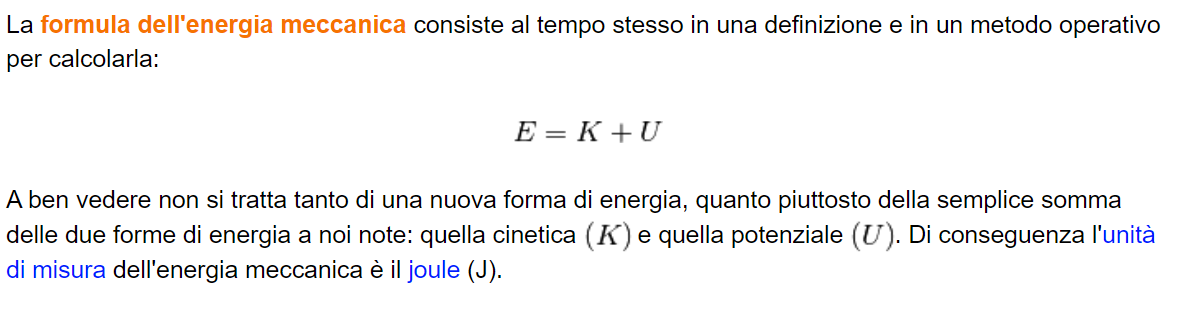 La formula dell'energia meccanica consiste al tempo stesso in una definizione e in un metodo operativo
per calcolarla:
E = K + U
A ben vedere non si tratta tanto di una nuova forma di energia, quanto piuttosto della semplice somma
delle due forme di energia a noi note: quella cinetica (K) e quella potenziale (U). Di conseguenza l'unità
di misura dell'energia meccanica è il joule (J).